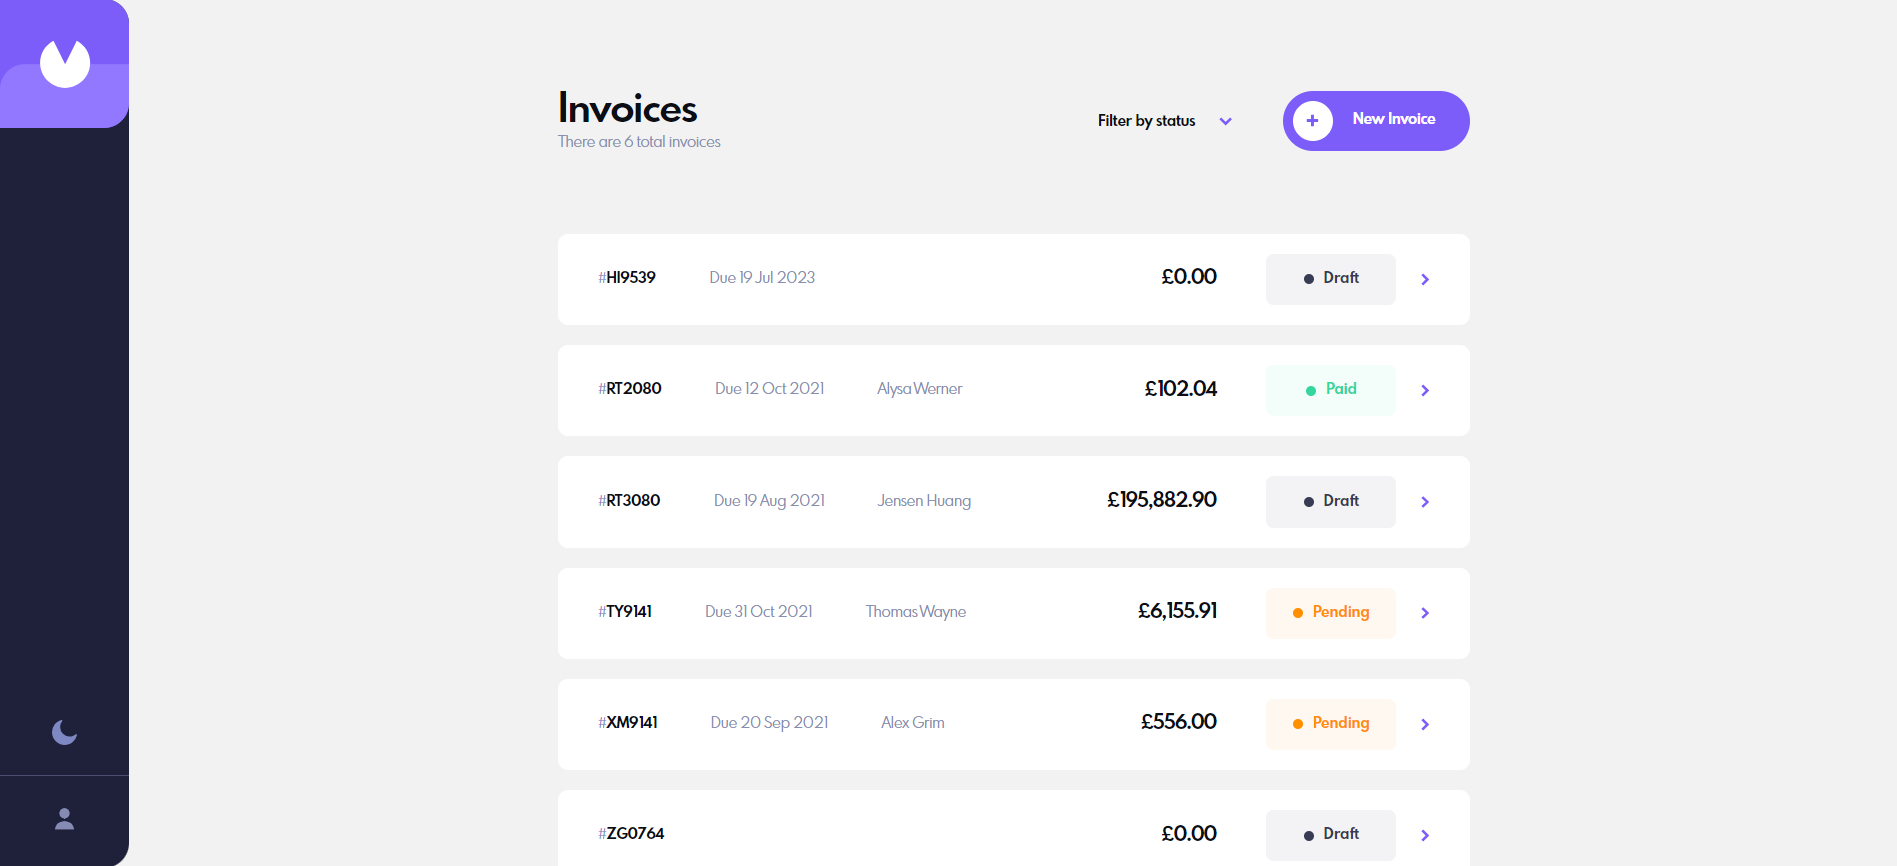 Invoices
There are 6 total invoices
Filter by status
New Invoice
#HI9539 Due 19 Jul 2023 £0.00 Draft
#RT2080 Due 12 Oct 2021 Alysa Werner £102.04 Paid
#RT3080 Due 19 Aug 2021 Jensen Huang £195,882.90 Draft
#TY9141 Due 31 Oct 2021 Thomas Wayne £6,155.91 Pending
#XM9141 Due 20 Sep 2021 Alex Grim £556.00 Pending
#ZG0764 £0.00 Draft